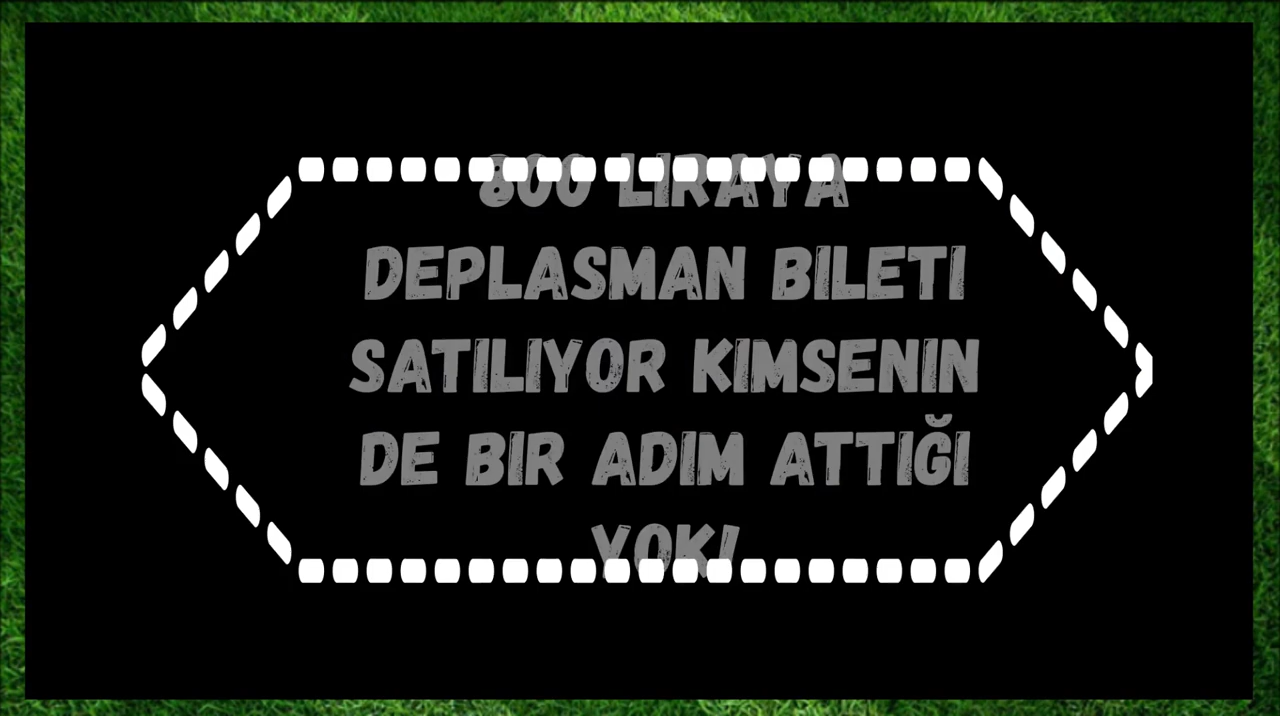 800 LIRAYA
DEPLASMAN BILETI
SATILIYOR KIMSENIN
DE BIR ADIM ATTIĞI
YOK!